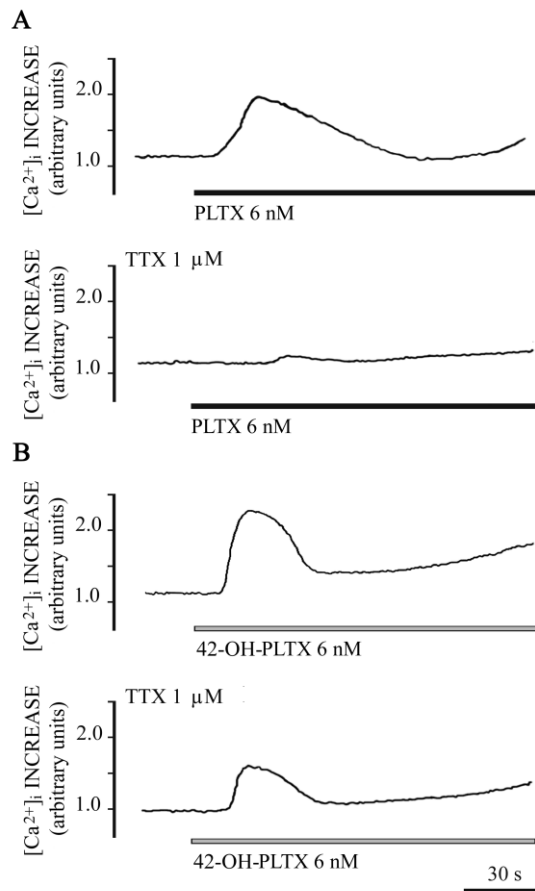 A
[Ca²⁺]ᵢ INCREASE
(arbitrary units)
2.0
1.0
PLTX 6 nM
TTX 1 μM
[Ca²⁺]ᵢ INCREASE
(arbitrary units)
2.0
1.0
PLTX 6 nM
B
[Ca²⁺]ᵢ INCREASE
(arbitrary units)
2.0
1.0
42-OH-PLTX 6 nM
TTX 1 μM
[Ca²⁺]ᵢ INCREASE
(arbitrary units)
2.0
1.0
42-OH-PLTX 6 nM
30 s